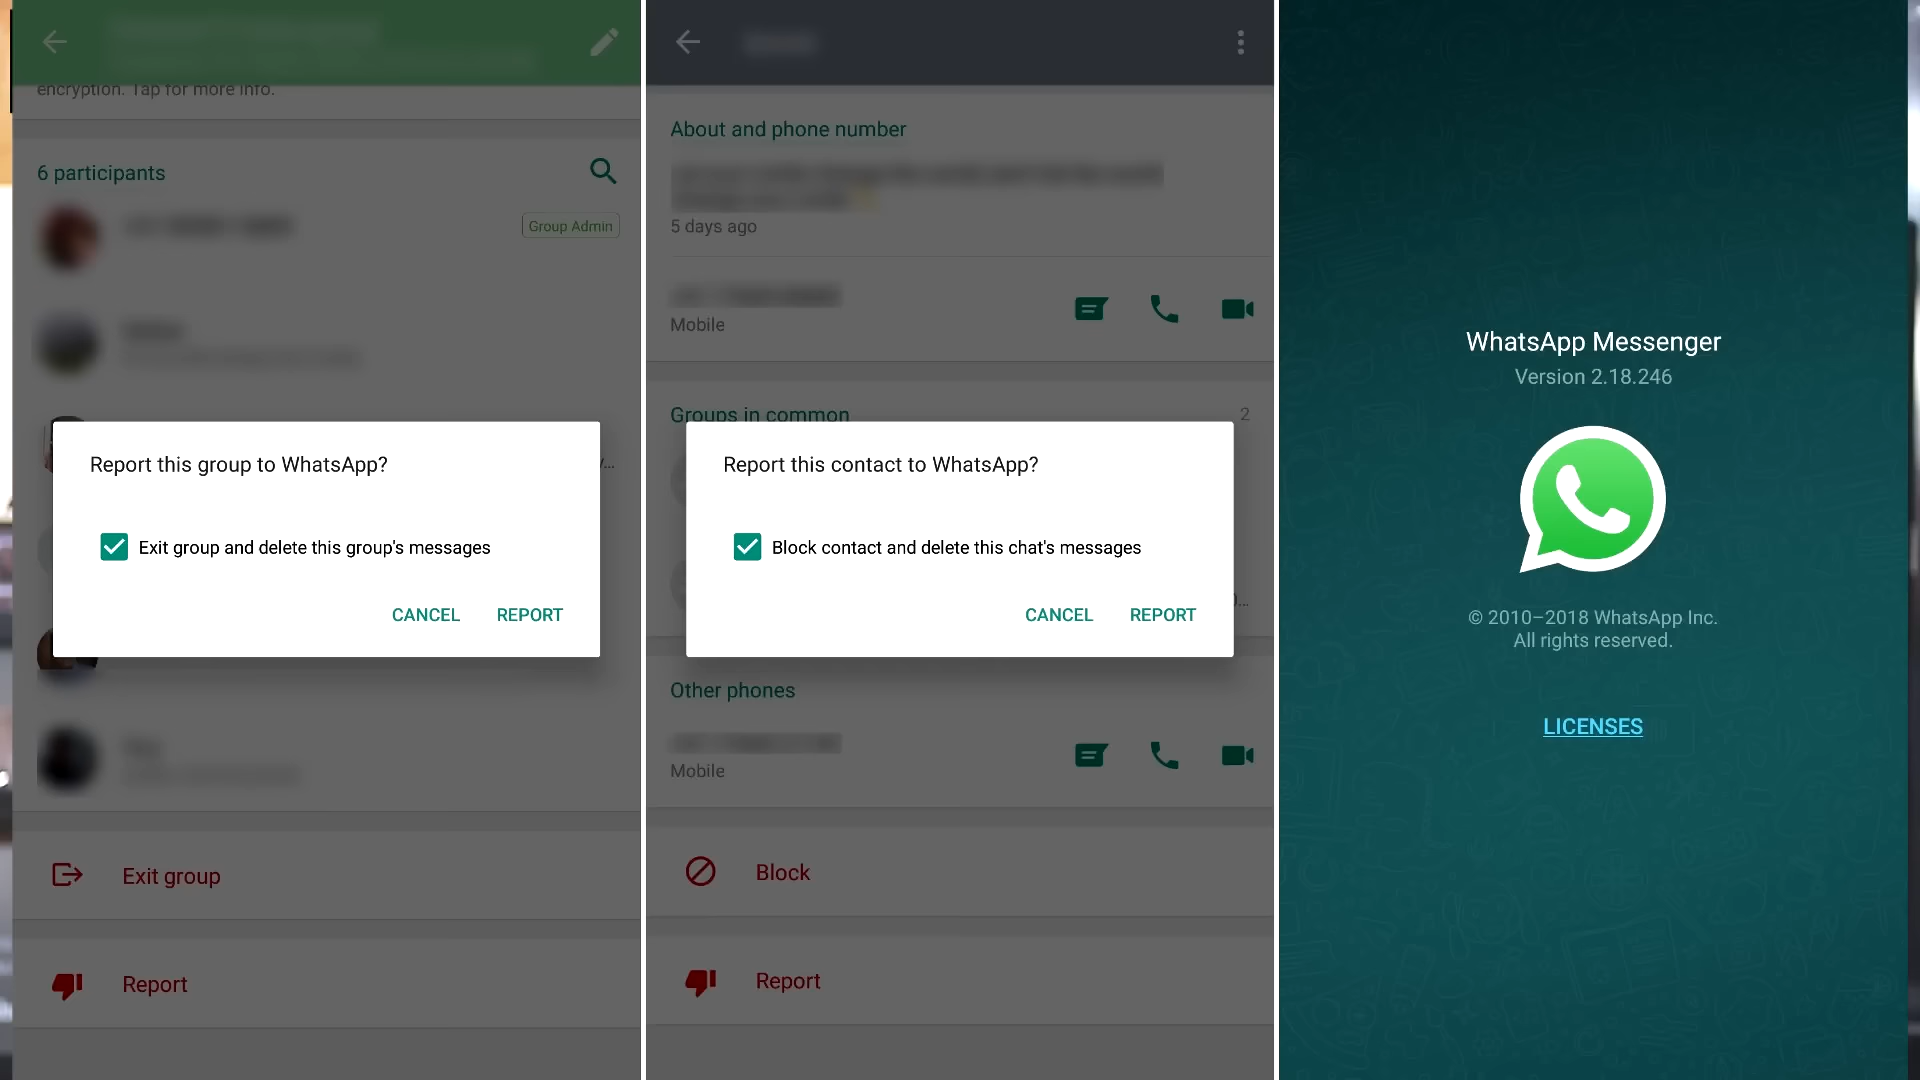 encryption. Tap for more info.
6 participants
Group Admin
Report this group to WhatsApp?
Exit group and delete this group's messages
CANCEL REPORT
Exit group
Report
About and phone number
5 days ago
Mobile
Groups in common 2
Report this contact to WhatsApp?
Block contact and delete this chat's messages
CANCEL REPORT
Other phones
Mobile
Block
Report
WhatsApp Messenger
Version 2.18.246
© 2010–2018 WhatsApp Inc.
All rights reserved.
LICENSES